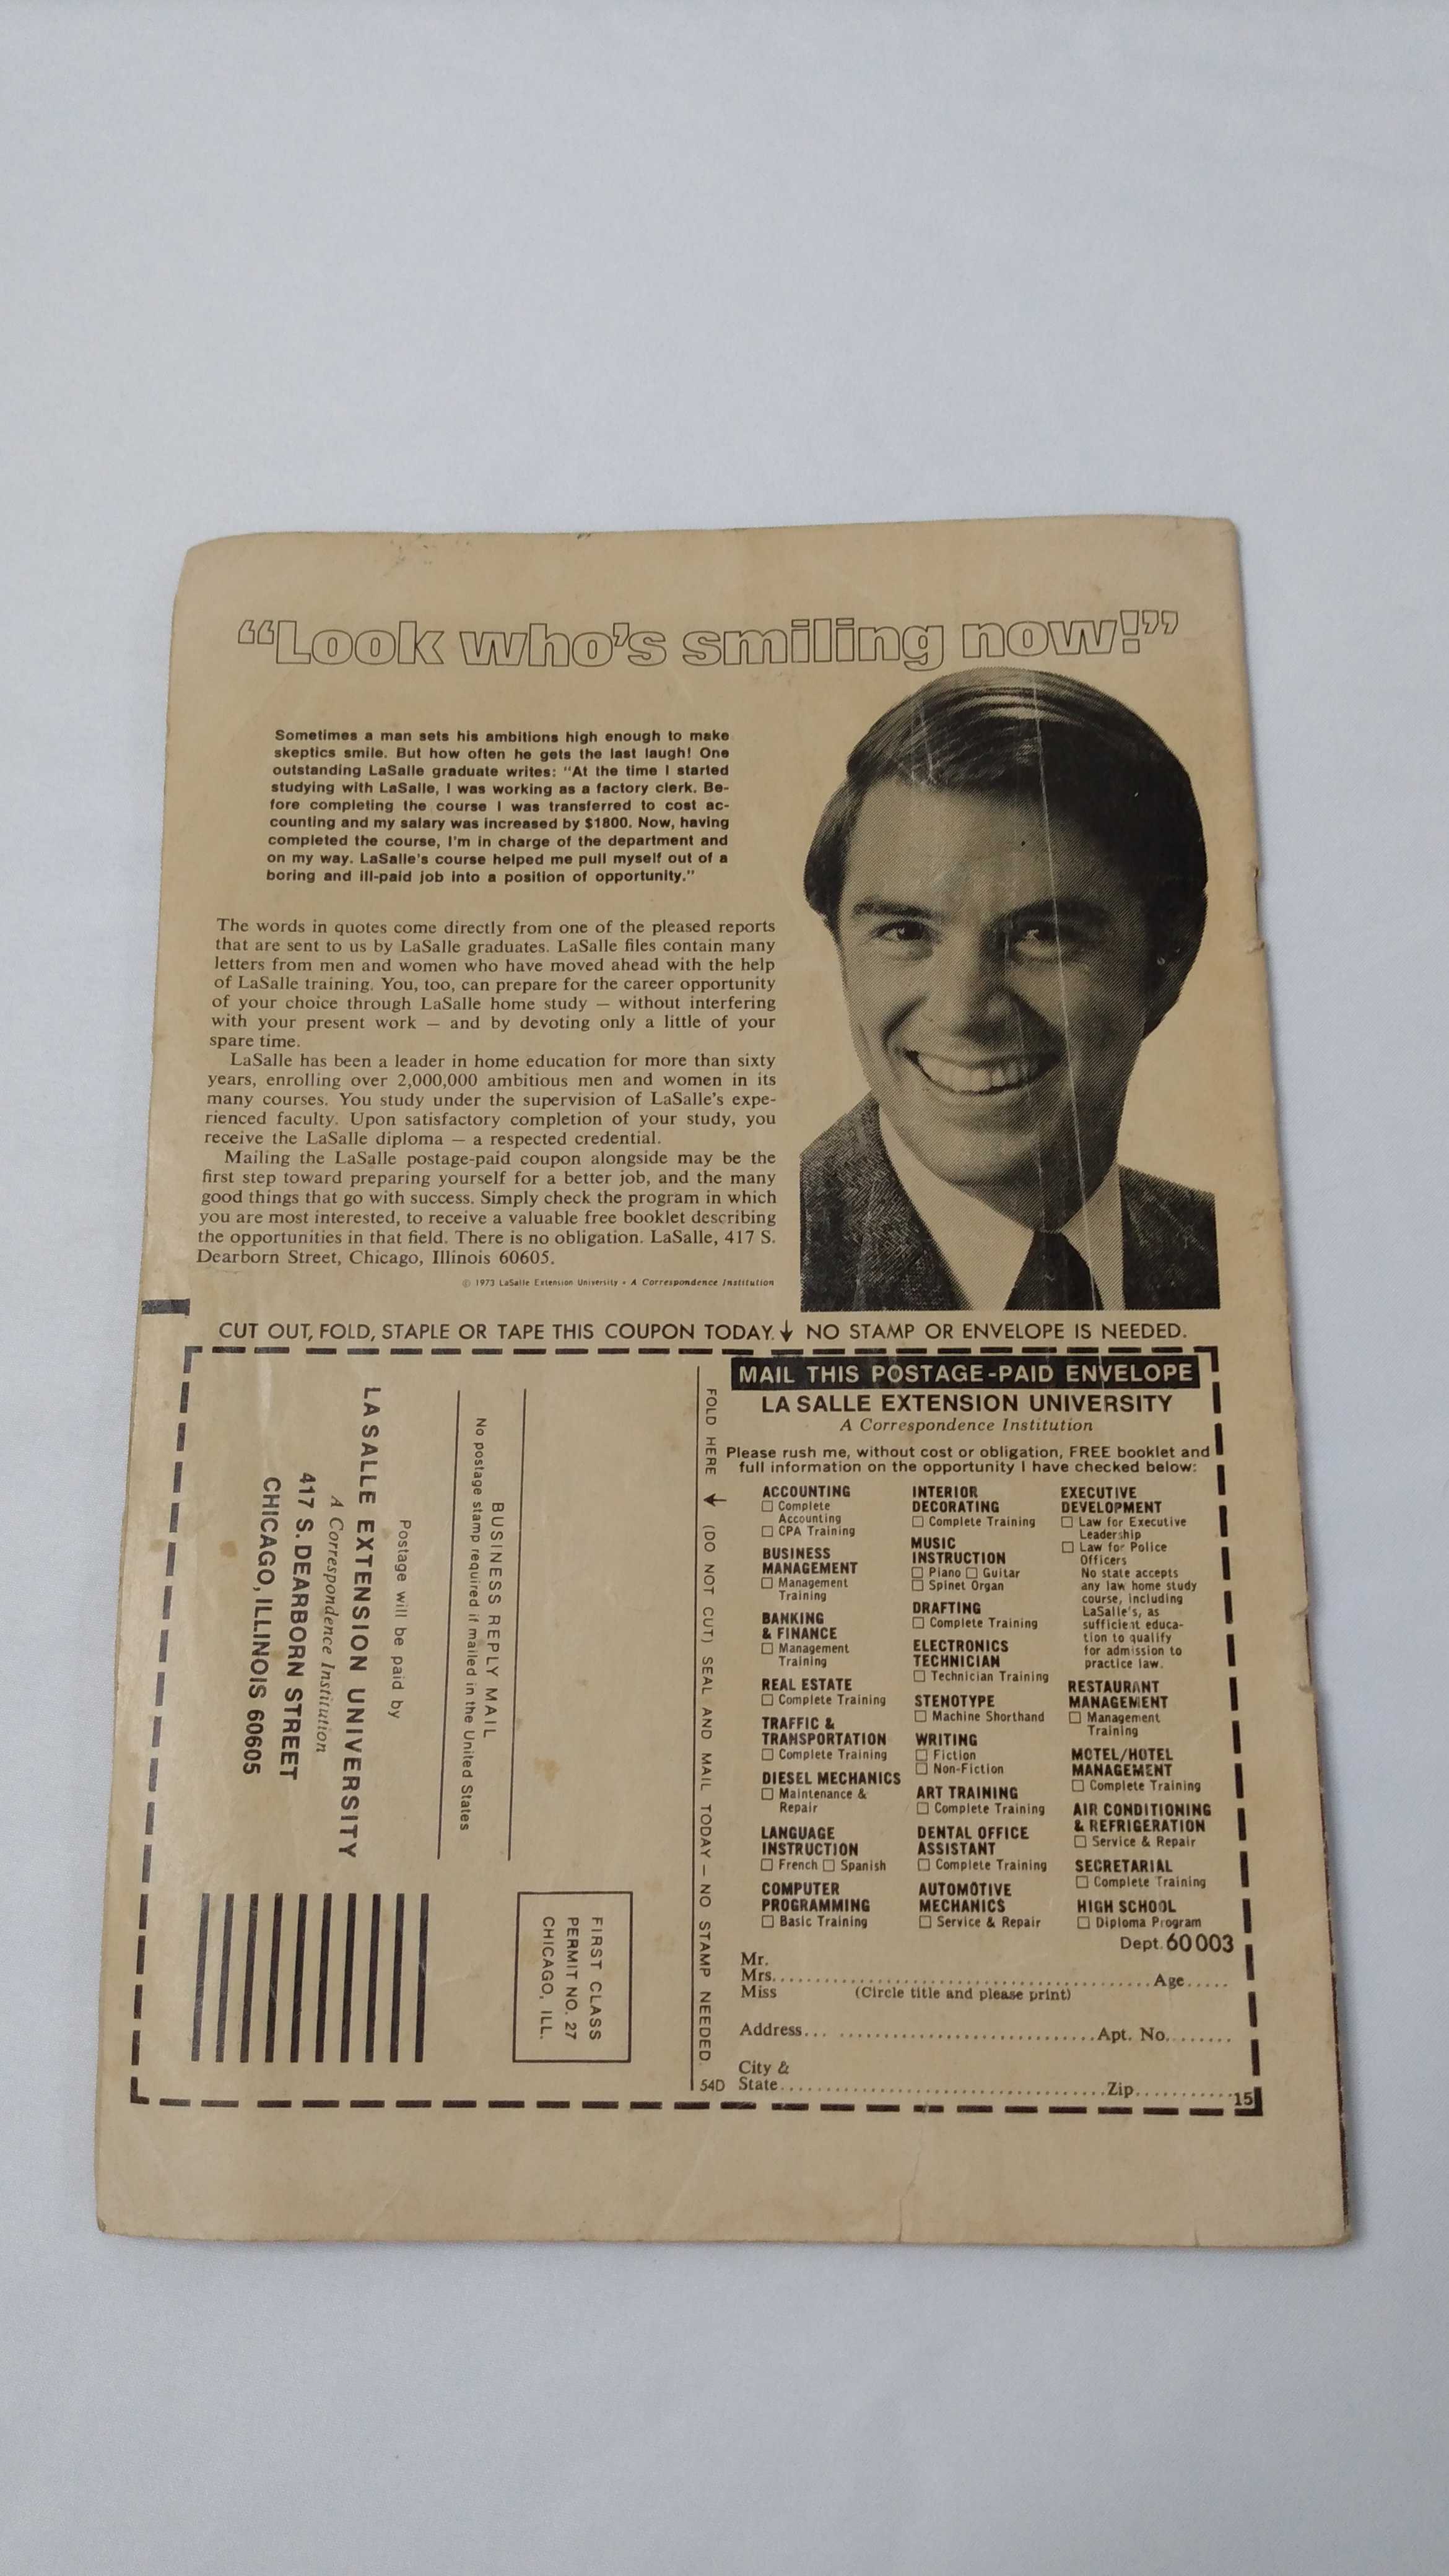 “Look who's smiling now!”
Sometimes a man sets his ambitions high enough to make
skeptics smile. But how often he gets the last laugh! One
outstanding LaSalle graduate writes: “At the time I started
studying with LaSalle, I was working as a factory clerk. Be-
fore completing the course I was transferred to cost ac-
counting and my salary was increased by $1800. Now, having
completed the course, I'm in charge of the department and
on my way. LaSalle's course helped me pull myself out of a
boring and ill-paid job into a position of opportunity.”
The words in quotes come directly from one of the pleased reports
that are sent to us by LaSalle graduates. LaSalle files contain many
letters from men and women who have moved ahead with the help
of LaSalle training. You, too, can prepare for the career opportunity
of your choice through LaSalle home study — without interfering
with your present work — and by devoting only a little of your
spare time.
LaSalle has been a leader in home education for more than sixty
years, enrolling over 2,000,000 ambitious men and women in its
many courses. You study under the supervision of LaSalle's expe-
rienced faculty. Upon satisfactory completion of your study, you
receive the LaSalle diploma — a respected credential.
Mailing the LaSalle postage-paid coupon alongside may be the
first step toward preparing yourself for a better job, and the many
good things that go with success. Simply check the program in which
you are most interested, to receive a valuable free booklet describing
the opportunities in that field. There is no obligation. LaSalle, 417 S.
Dearborn Street, Chicago, Illinois 60605.
© 1973 LaSalle Extension University • A Correspondence Institution
CUT OUT, FOLD, STAPLE OR TAPE THIS COUPON TODAY. NO STAMP OR ENVELOPE IS NEEDED.
FIRST CLASS
PERMIT NO. 27
CHICAGO, ILL.
BUSINESS REPLY MAIL
No postage stamp required if mailed in the United States
Postage will be paid by
LA SALLE EXTENSION UNIVERSITY
A Correspondence Institution
417 S. DEARBORN STREET
CHICAGO, ILLINOIS 60605
FOLD HERE (DO NOT CUT) SEAL AND MAIL TODAY — NO STAMP NEEDED.
54D
MAIL THIS POSTAGE-PAID ENVELOPE
LA SALLE EXTENSION UNIVERSITY
A Correspondence Institution
Please rush me, without cost or obligation, FREE booklet and
full information on the opportunity I have checked below:
ACCOUNTING
Complete
Accounting
CPA Training
BUSINESS
MANAGEMENT
Management
Training
BANKING
& FINANCE
Management
Training
REAL ESTATE
Complete Training
TRAFFIC &
TRANSPORTATION
Complete Training
DIESEL MECHANICS
Maintenance &
Repair
LANGUAGE
INSTRUCTION
French Spanish
COMPUTER
PROGRAMMING
Basic Training
INTERIOR
DECORATING
Complete Training
MUSIC
INSTRUCTION
Piano Guitar
Spinet Organ
DRAFTING
Complete Training
ELECTRONICS
TECHNICIAN
Technician Training
STENOTYPE
Machine Shorthand
WRITING
Fiction
Non-Fiction
ART TRAINING
Complete Training
DENTAL OFFICE
ASSISTANT
Complete Training
AUTOMOTIVE
MECHANICS
Service & Repair
EXECUTIVE
DEVELOPMENT
Law for Executive
Leadership
Law for Police
Officers
No state accepts
any law home study
course, including
LaSalle's, as
sufficient educa-
tion to qualify
for admission to
practice law.
RESTAURANT
MANAGEMENT
Management
Training
MOTEL/HOTEL
MANAGEMENT
Complete Training
AIR CONDITIONING
& REFRIGERATION
Service & Repair
SECRETARIAL
Complete Training
HIGH SCHOOL
Diploma Program
Dept. 60 003
Mr.
Mrs. Age
Miss (Circle title and please print)
Address Apt. No.
City &
State Zip
15